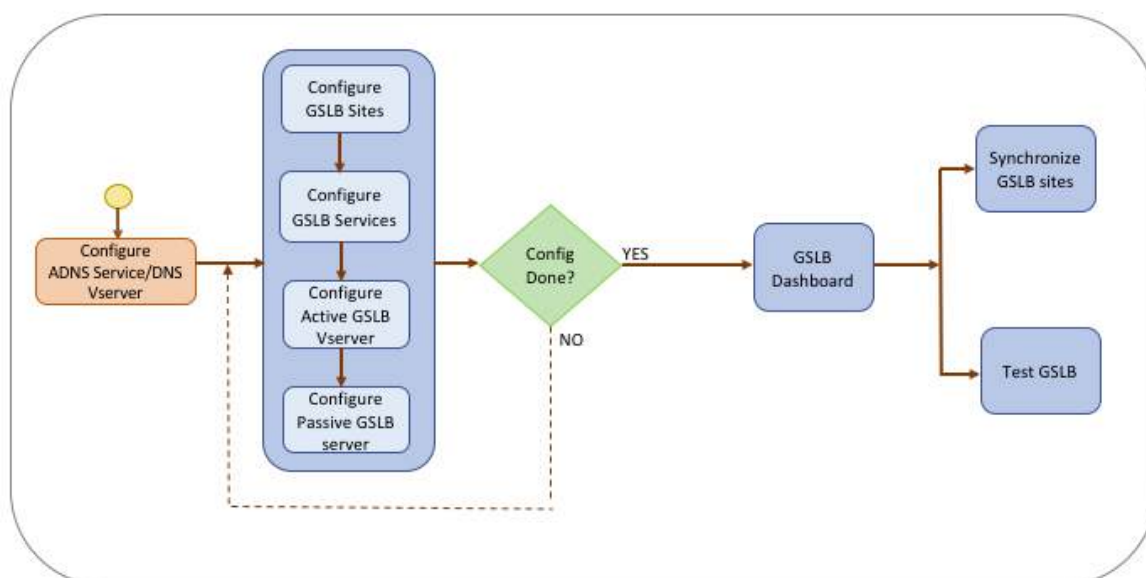 Configure
GSLB Sites
Configure
GSLB Services
Configure
Active GSLB
Vserver
Configure
Passive GSLB
server
Configure
ADNS Service/DNS
Vserver
Config
Done?
YES
NO
GSLB
Dashboard
Synchronize
GSLB sites
Test GSLB